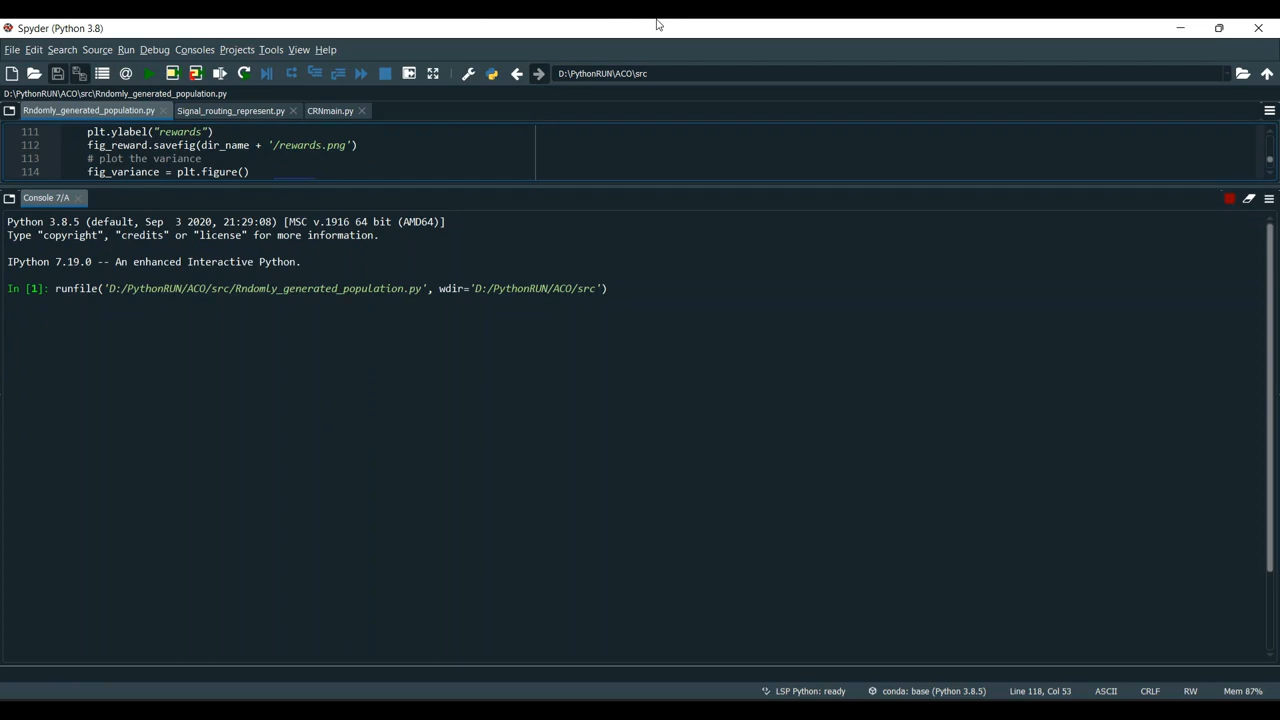 Spyder (Python 3.8)
File Edit Search Source Run Debug Consoles Projects Tools View Help
D:\PythonRUN\ACO\src
D:\PythonRUN\ACO\src\Rndomly_generated_population.py
Rndomly_generated_population.py Signal_routing_represent.py CRNmain.py
111 plt.ylabel("rewards")
112 fig_reward.savefig(dir_name + '/rewards.png')
113 # plot the variance
114 fig_variance = plt.figure()
Console 7/A
Python 3.8.5 (default, Sep  3 2020, 21:29:08) [MSC v.1916 64 bit (AMD64)]
Type "copyright", "credits" or "license" for more information.
IPython 7.19.0 -- An enhanced Interactive Python.
In [1]: runfile('D:/PythonRUN/ACO/src/Rndomly_generated_population.py', wdir='D:/PythonRUN/ACO/src')
LSP Python: ready conda: base (Python 3.8.5) Line 118, Col 53 ASCII CRLF RW Mem 87%